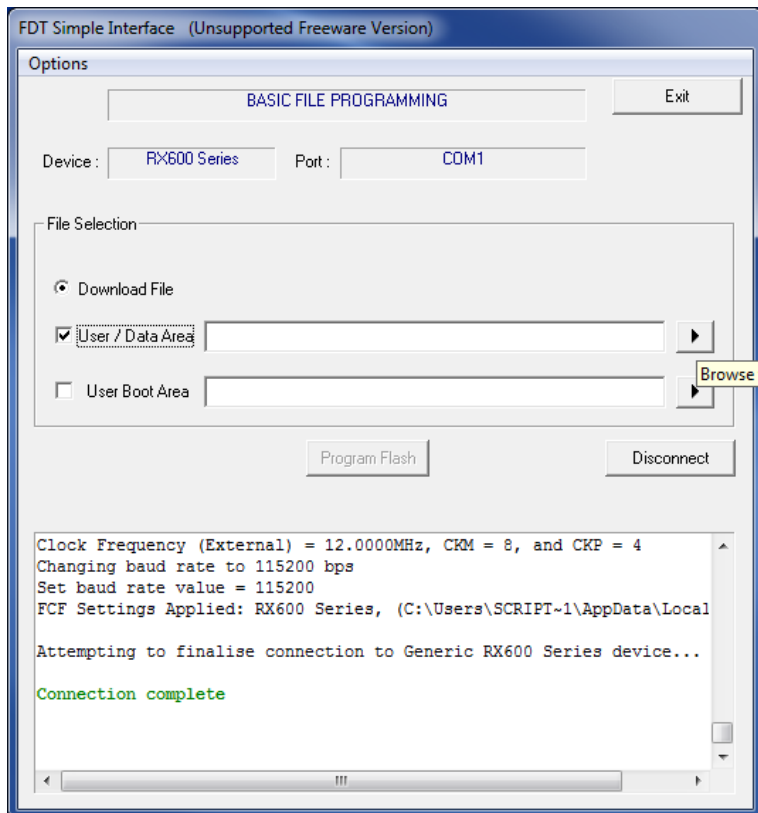 FDT Simple Interface (Unsupported Freeware Version)
Options
BASIC FILE PROGRAMMING
Exit
Device :
RX600 Series
Port :
COM1
File Selection
Download File
User / Data Area
Browse
User Boot Area
Program Flash
Disconnect
Clock Frequency (External) = 12.0000MHz, CKM = 8, and CKP = 4
Changing baud rate to 115200 bps
Set baud rate value = 115200
FCF Settings Applied: RX600 Series, (C:\Users\SCRIPT~1\AppData\Local
Attempting to finalise connection to Generic RX600 Series device...
Connection complete